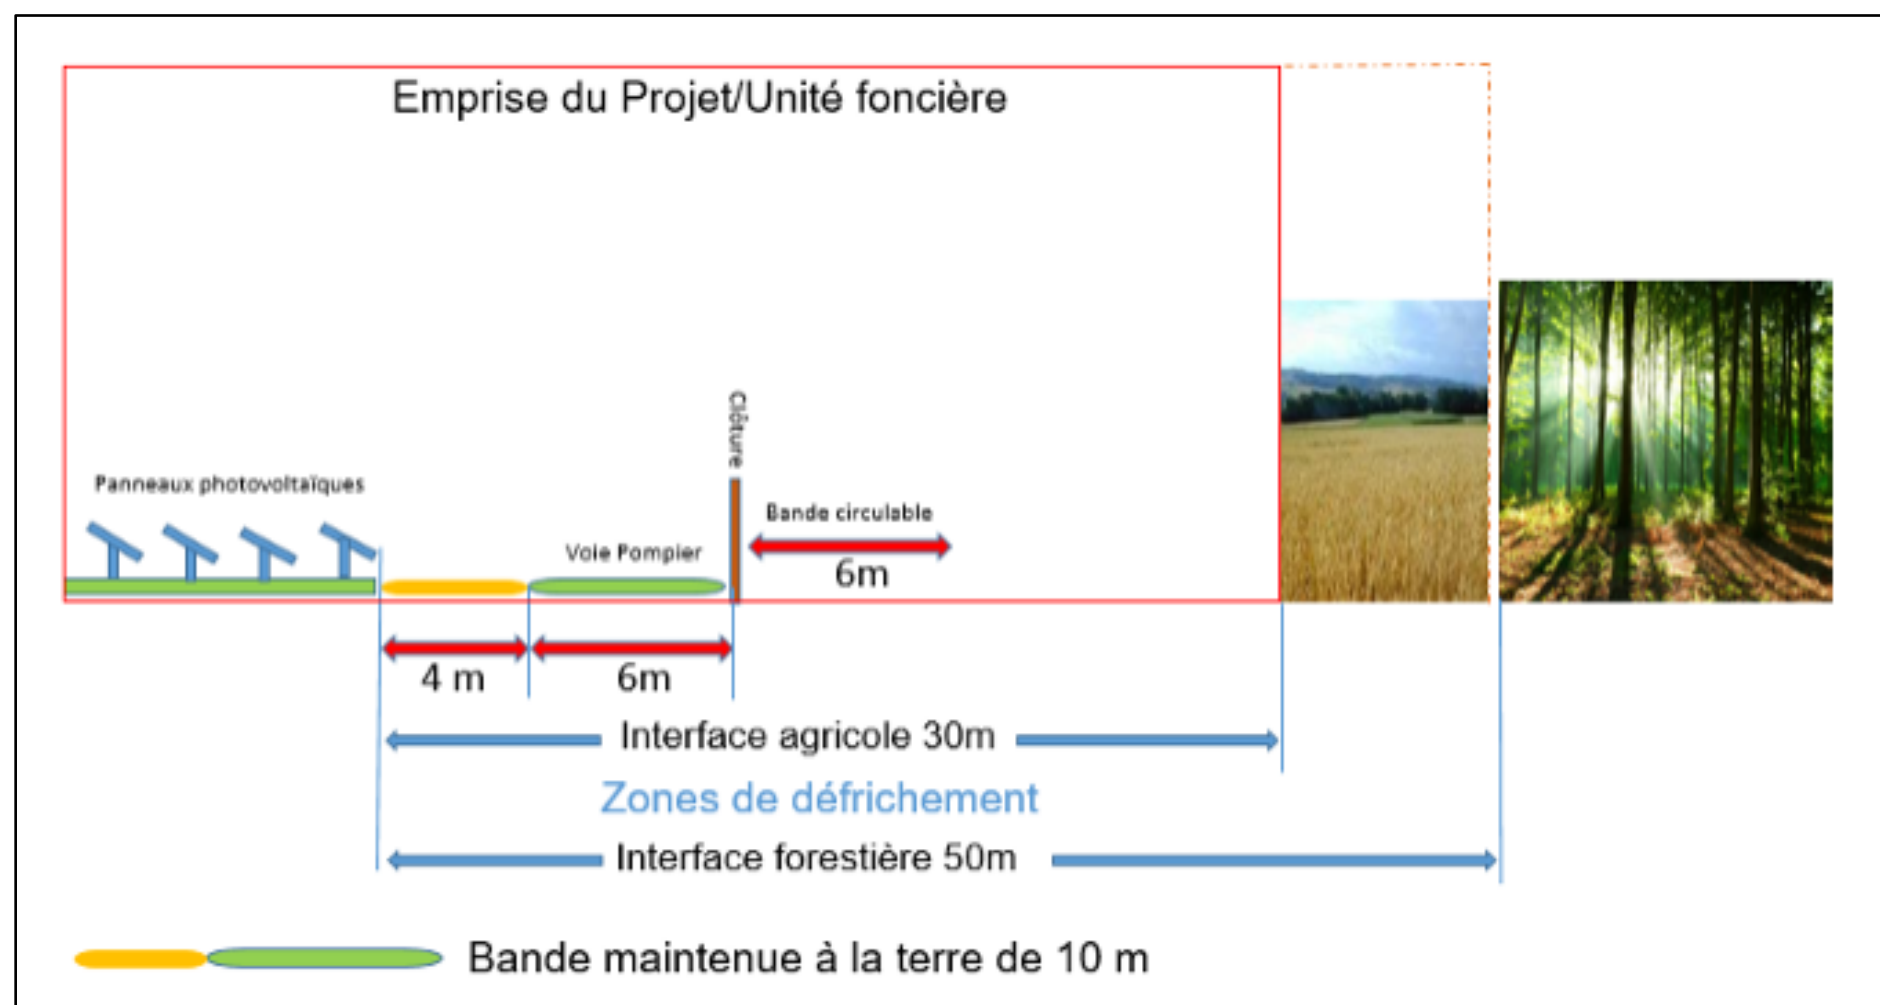 Emprise du Projet/Unité foncière
Clôture
Panneaux photovoltaïques
Bande circulable
Voie Pompier
6m
4 m
6m
Interface agricole 30m
Zones de défrichement
Interface forestière 50m
Bande maintenue à la terre de 10 m